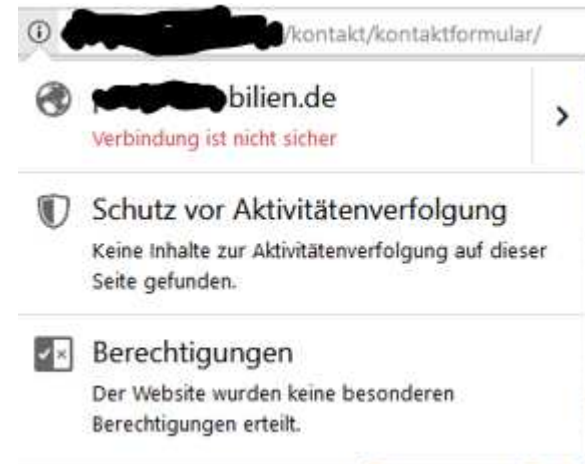 /kontakt/kontaktformular/
bilien.de
Verbindung ist nicht sicher
Schutz vor Aktivitätenverfolgung
Keine Inhalte zur Aktivitätenverfolgung auf dieser
Seite gefunden.
Berechtigungen
Der Website wurden keine besonderen
Berechtigungen erteilt.